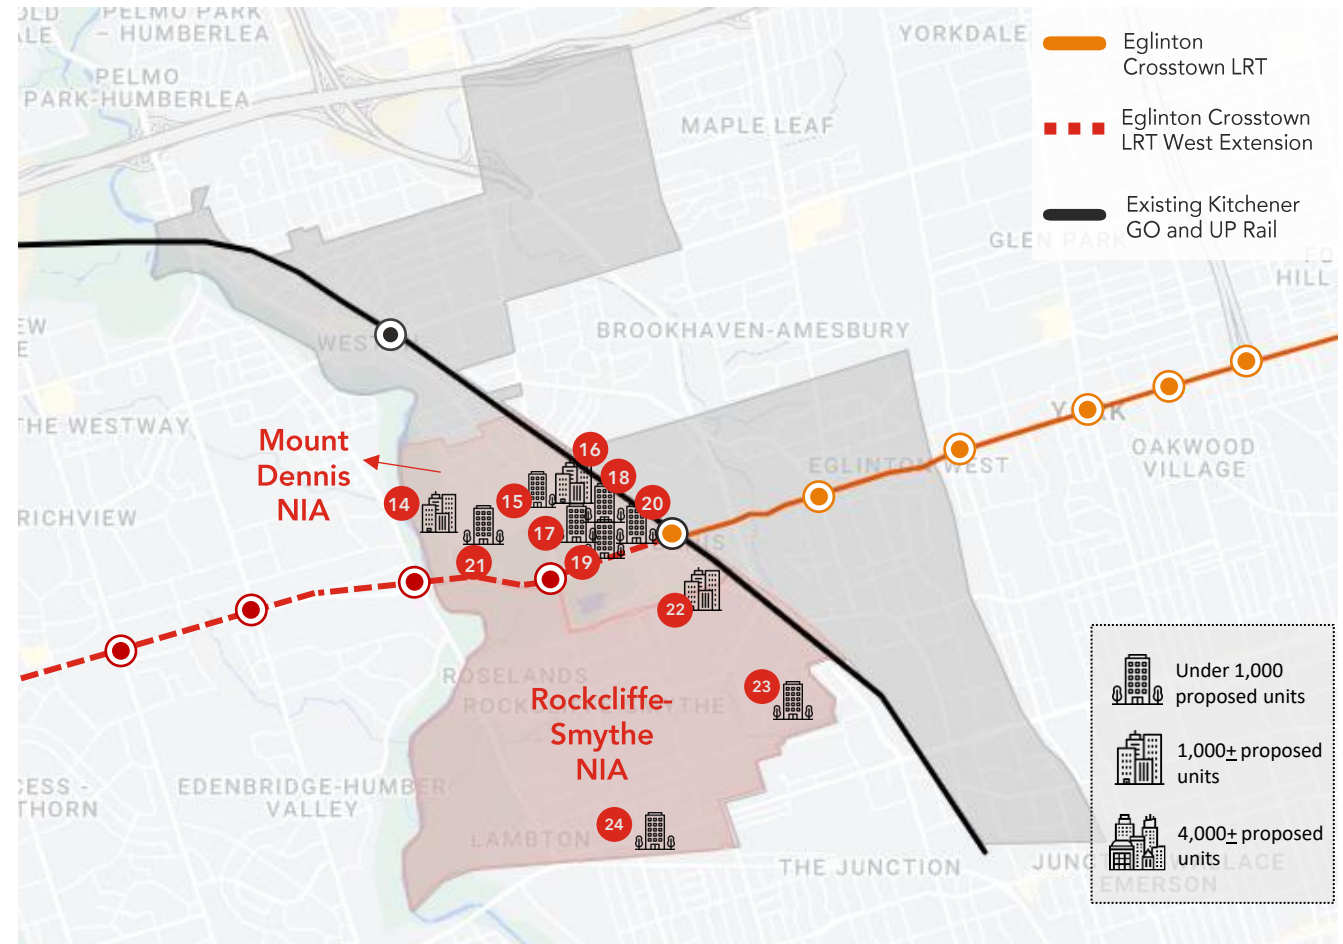 PELMO PARK
– HUMBERLEA
PELMO
PARK-HUMBERLEA
YORKDALE
MAPLE LEAF
GLEN PARK
HILL
Eglinton
Crosstown LRT
Eglinton Crosstown
LRT West Extension
Existing Kitchener
GO and UP Rail
BROOKHAVEN-AMESBURY
THE WESTWAY
Mount
Dennis
NIA
RICHVIEW
YORK
OAKWOOD
VILLAGE
EGLINTON WEST
16
18
14
15
20
17
19
21
22
23
24
ROSELANDS
Rockcliffe-
Smythe
NIA
EDENBRIDGE-HUMBER
VALLEY
LAMBTON
THE JUNCTION
EMERSON
Under 1,000
proposed units
1,000± proposed
units
4,000± proposed
units